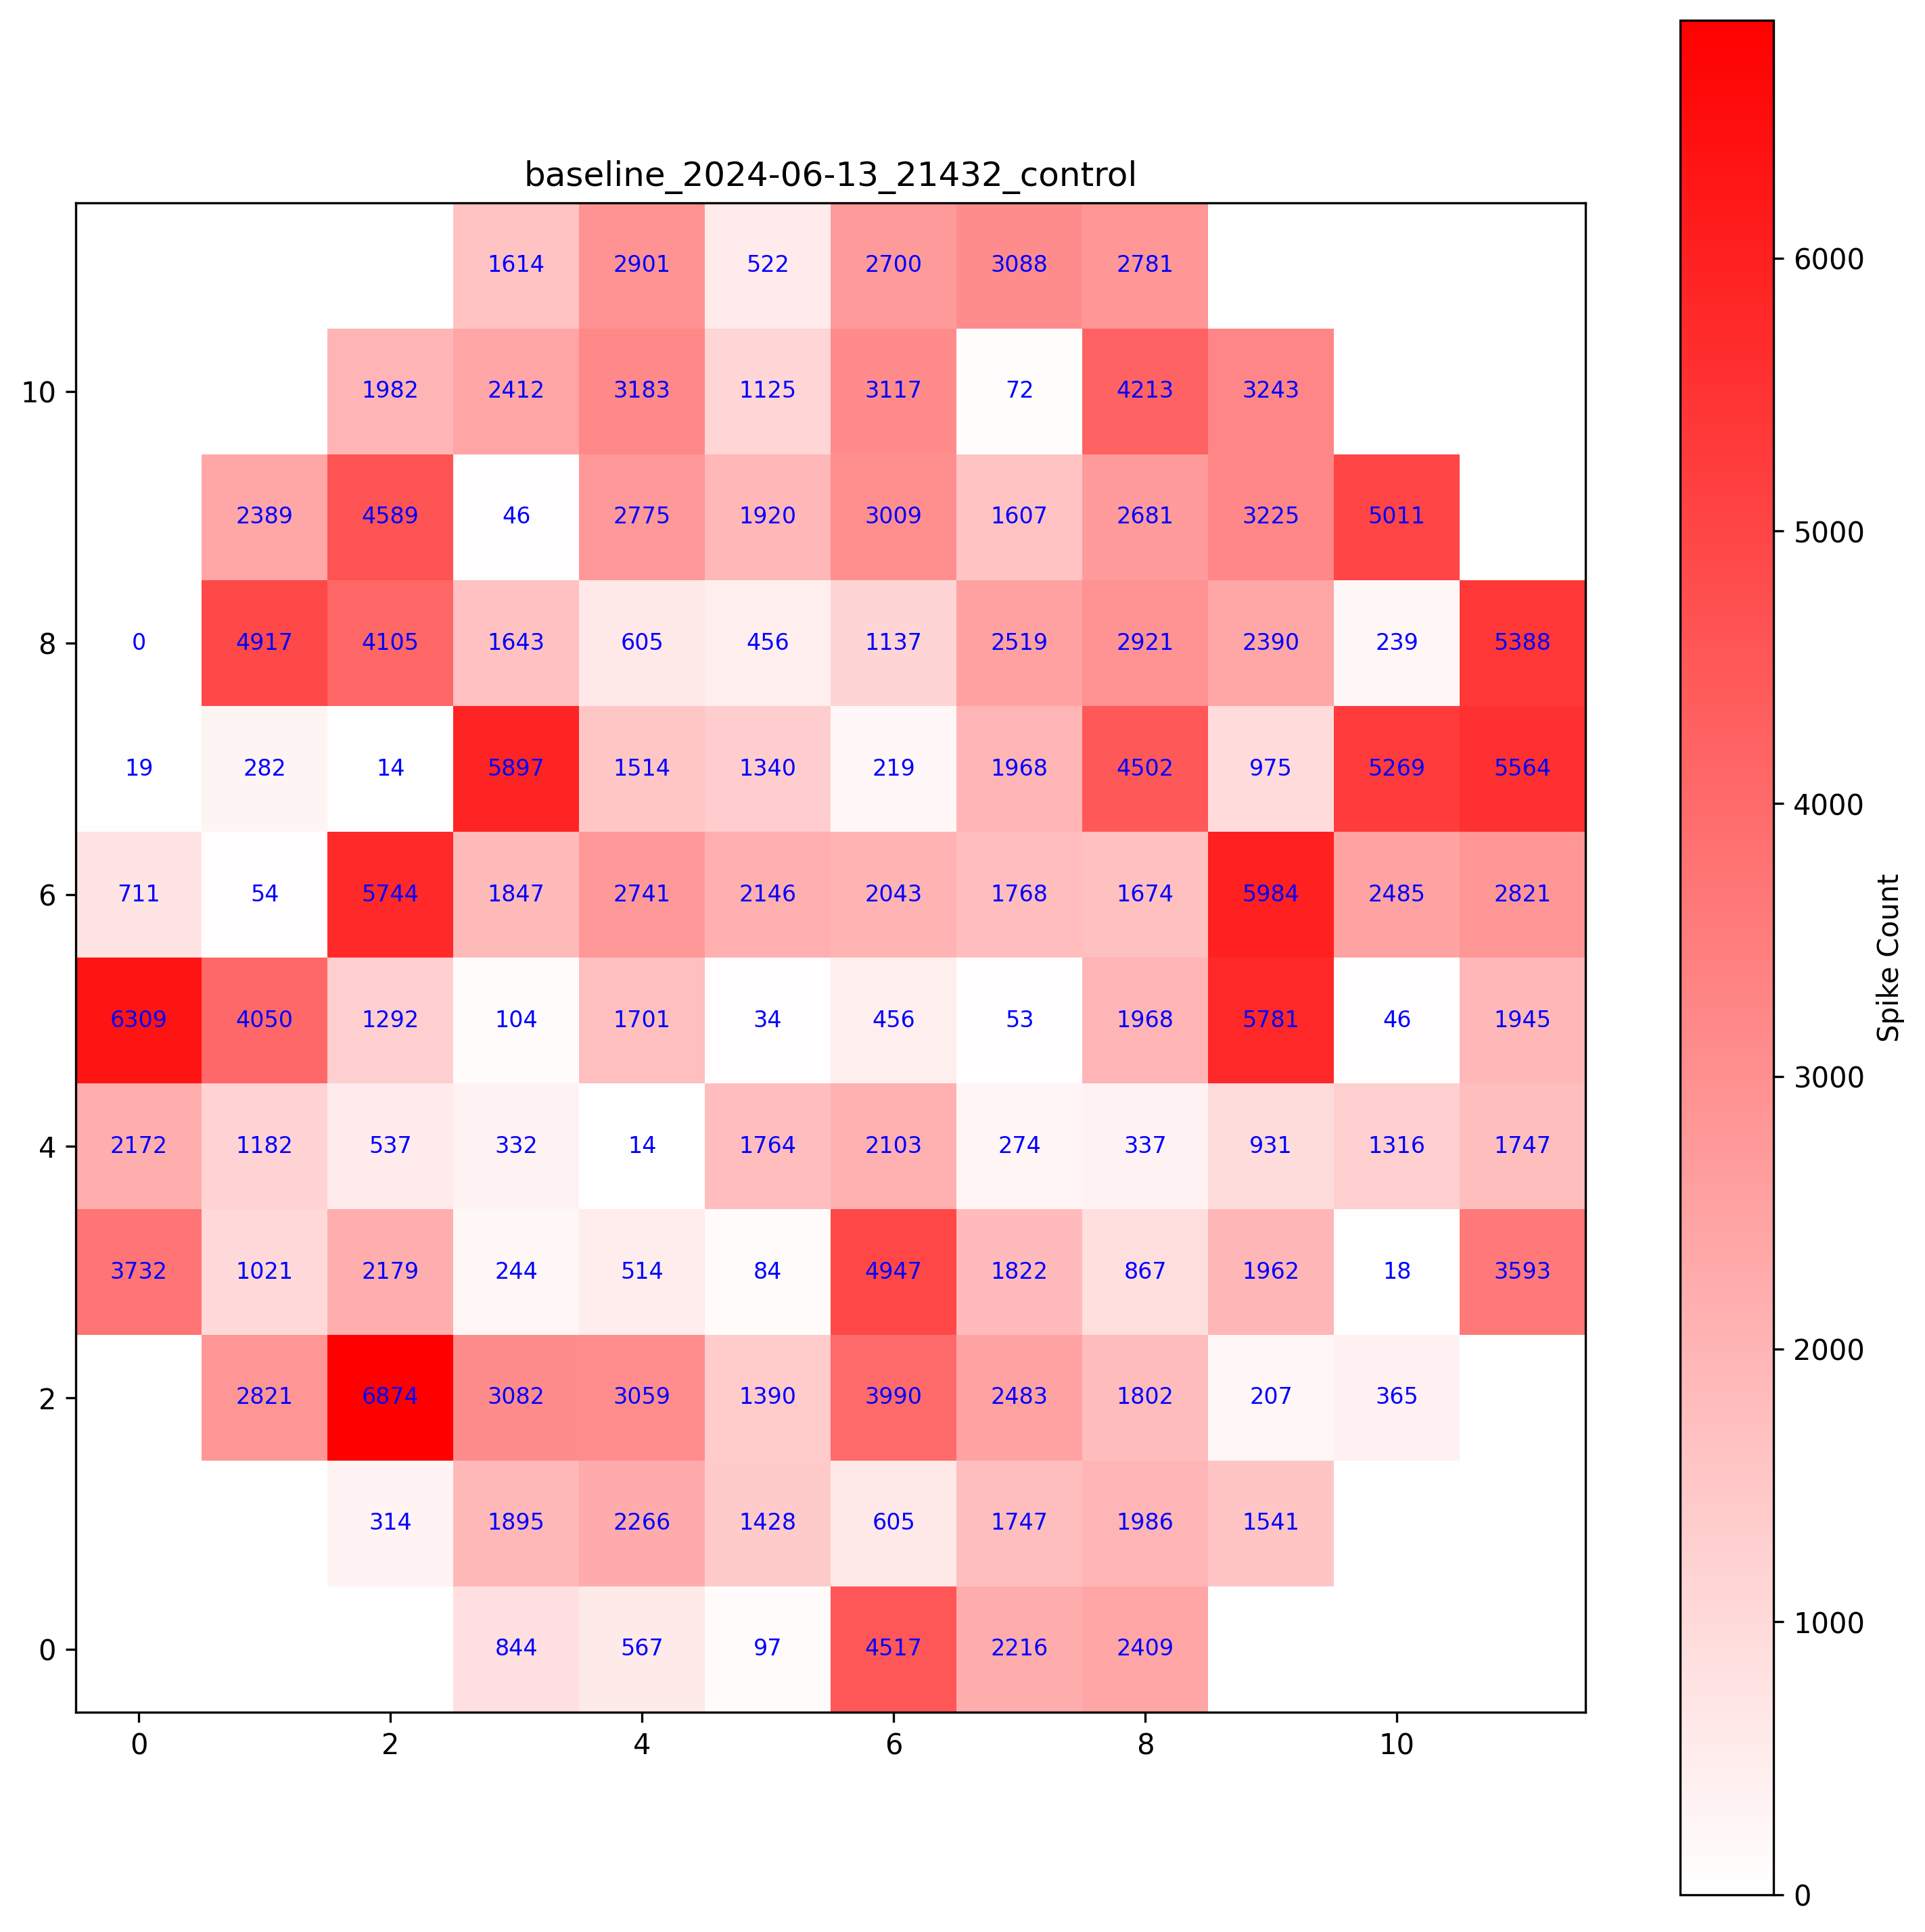 baseline_2024-06-13_21432_control
1614 2901 522 2700 3088 2781
10 1982 2412 3183 1125 3117 72 4213 3243
2389 4589 46 2775 1920 3009 1607 2681 3225 5011
8 0 4917 4105 1643 605 456 1137 2519 2921 2390 239 5388
19 282 14 5897 1514 1340 219 1968 4502 975 5269 5564
6 711 54 5744 1847 2741 2146 2043 1768 1674 5984 2485 2821
6309 4050 1292 104 1701 34 456 53 1968 5781 46 1945
4 2172 1182 537 332 14 1764 2103 274 337 931 1316 1747
3732 1021 2179 244 514 84 4947 1822 867 1962 18 3593
2 2821 6874 3082 3059 1390 3990 2483 1802 207 365
314 1895 2266 1428 605 1747 1986 1541
0 844 567 97 4517 2216 2409
0 2 4 6 8 10
6000
5000
4000
3000
2000
1000
0
Spike Count